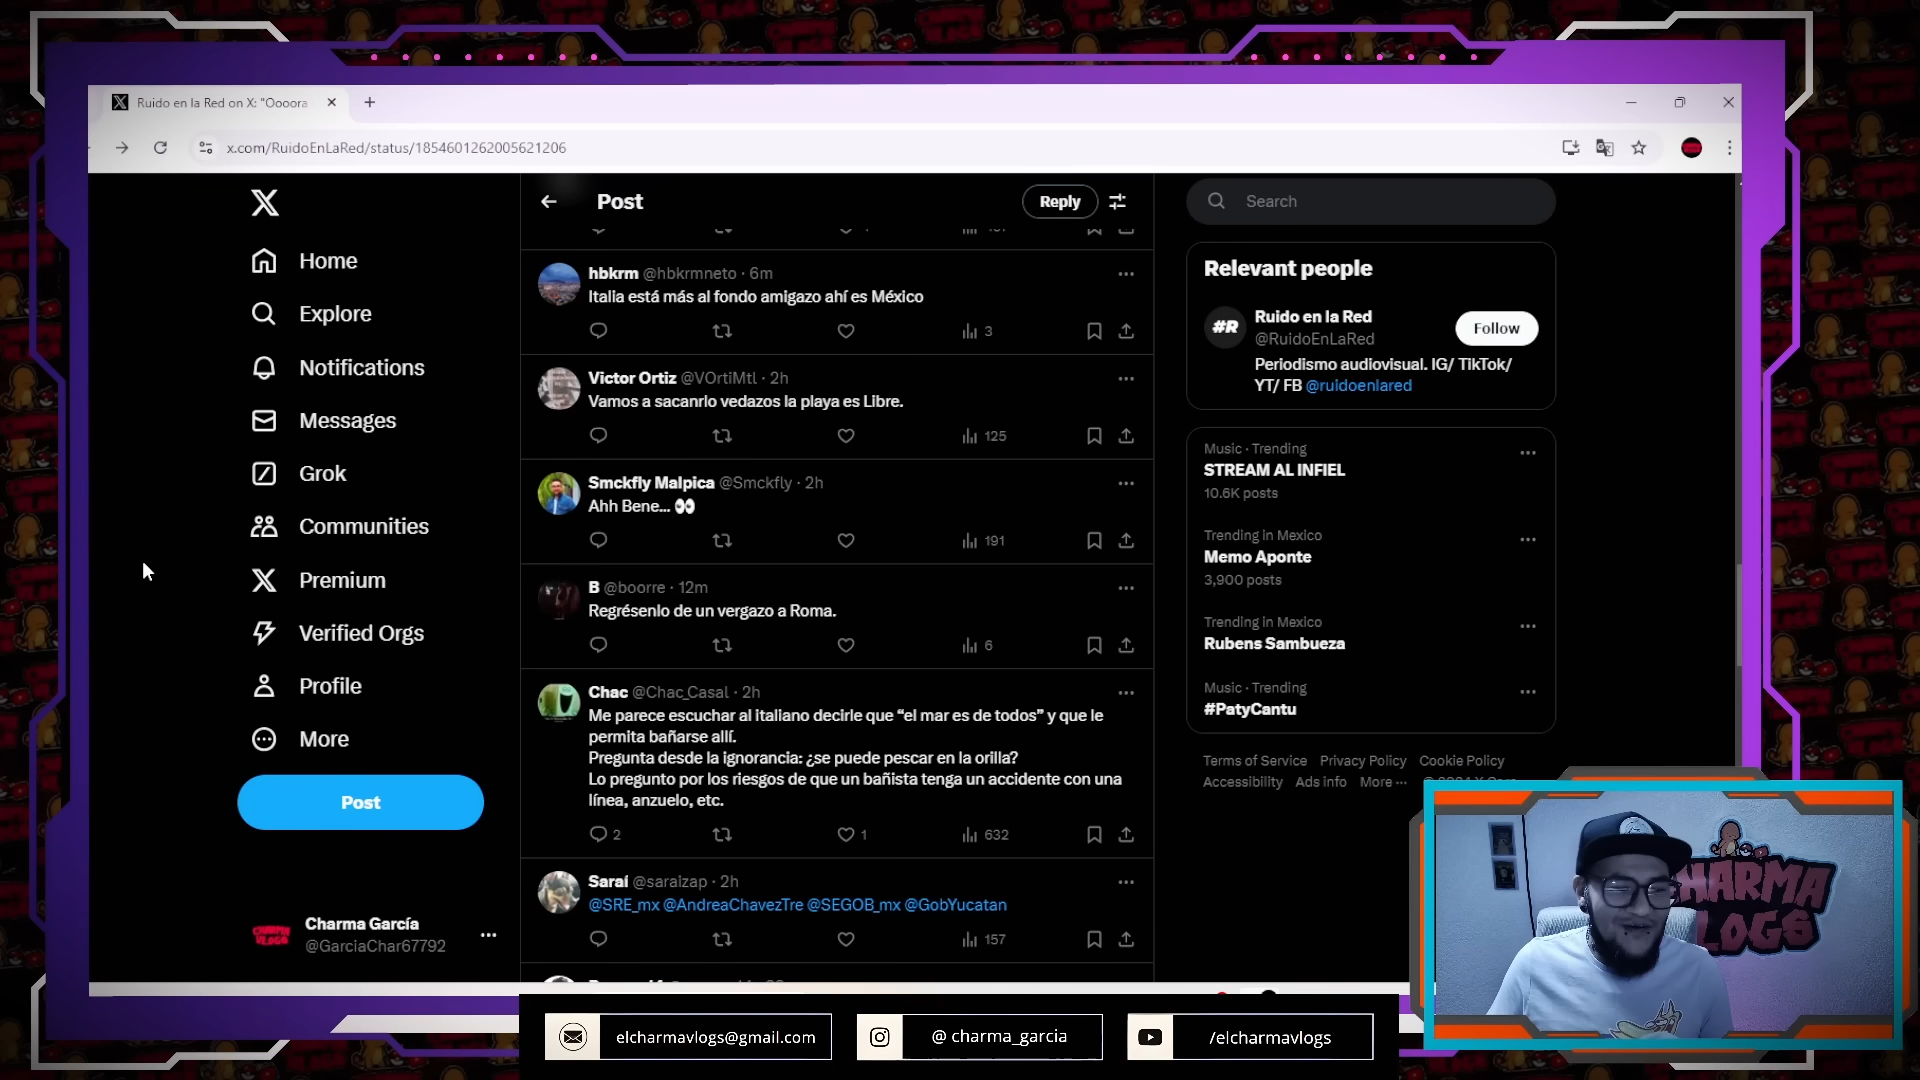 Ruido en la Red on X: "Oooora
x.com/RuidoEnLaRed/status/1854601262005621206
Home
Explore
Notifications
Messages
Grok
Communities
Premium
Verified Orgs
Profile
More
Post
Charma García
@GarciaChar67792
Post
Reply
hbkrm @hbkrmneto · 6m
Italia está más al fondo amigazo ahí es México
3
Victor Ortiz @VOrtiMtl · 2h
Vamos a sacanrlo vedazos la playa es Libre.
125
Smckfly Malpica @Smckfly · 2h
Ahh Bene... 👀
191
B @boorre · 12m
Regrésenlo de un vergazo a Roma.
6
Chac @Chac_Casal · 2h
Me parece escuchar al italiano decirle que “el mar es de todos” y que le
permita bañarse allí.
Pregunta desde la ignorancia: ¿se puede pescar en la orilla?
Lo pregunto por los riesgos de que un bañista tenga un accidente con una
línea, anzuelo, etc.
2 1 632
Saraí @saraizap · 2h
@SRE_mx @AndreaChavezTre @SEGOB_mx @GobYucatan
157
Search
Relevant people
#R
Ruido en la Red
@RuidoEnLaRed
Follow
Periodismo audiovisual. IG/ TikTok/
YT/ FB @ruidoenlared
Music · Trending
STREAM AL INFIEL
10.6K posts
Trending in Mexico
Memo Aponte
3,900 posts
Trending in Mexico
Rubens Sambueza
Music · Trending
#PatyCantu
Terms of Service Privacy Policy Cookie Policy
Accessibility Ads info More ···
CHARMA
VLOGS
elcharmavlogs@gmail.com
@ charma_garcia
/elcharmavlogs